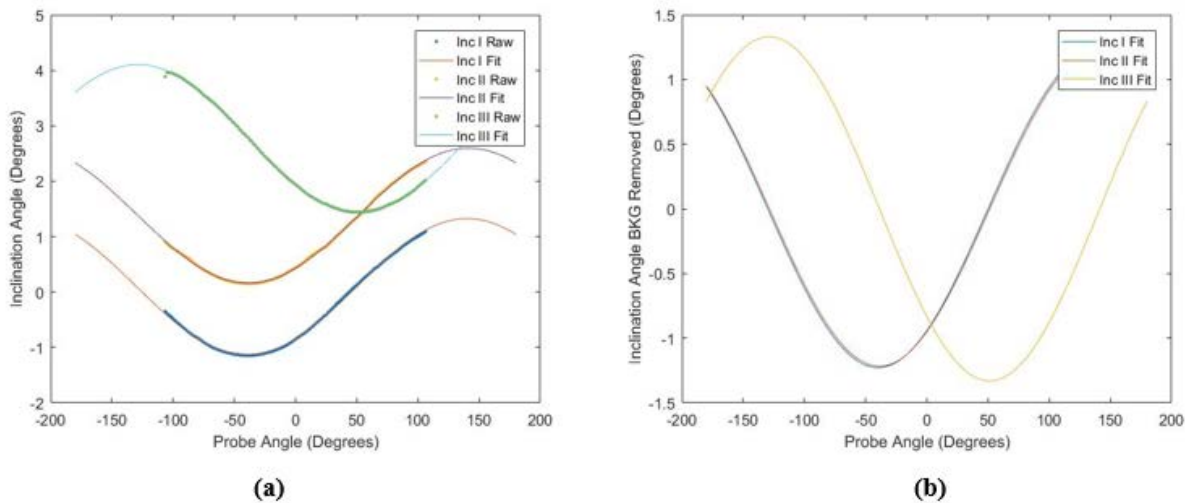 5
4
3
2
1
0
-1
-2
-200
-150
-100
-50
0
50
100
150
200
Inclination Angle (Degrees)
Probe Angle (Degrees)
Inc I Raw
Inc I Fit
Inc II Raw
Inc II Fit
Inc III Raw
Inc III Fit
(a)
1.5
1
0.5
0
-0.5
-1
-1.5
-200
-150
-100
-50
0
50
100
150
200
Inclination Angle BKG Removed (Degrees)
Probe Angle (Degrees)
Inc I Fit
Inc II Fit
Inc III Fit
(b)